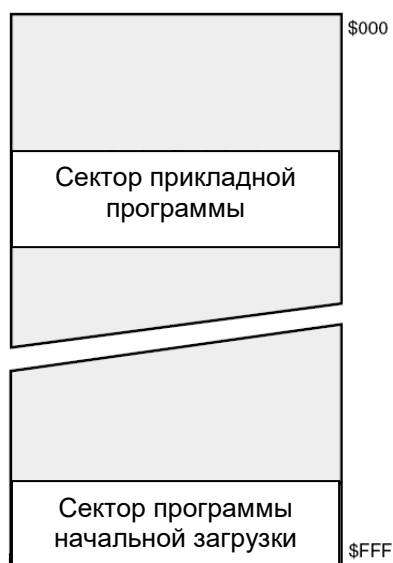 $000
Сектор прикладной
программы
Сектор программы
начальной загрузки
$FFF